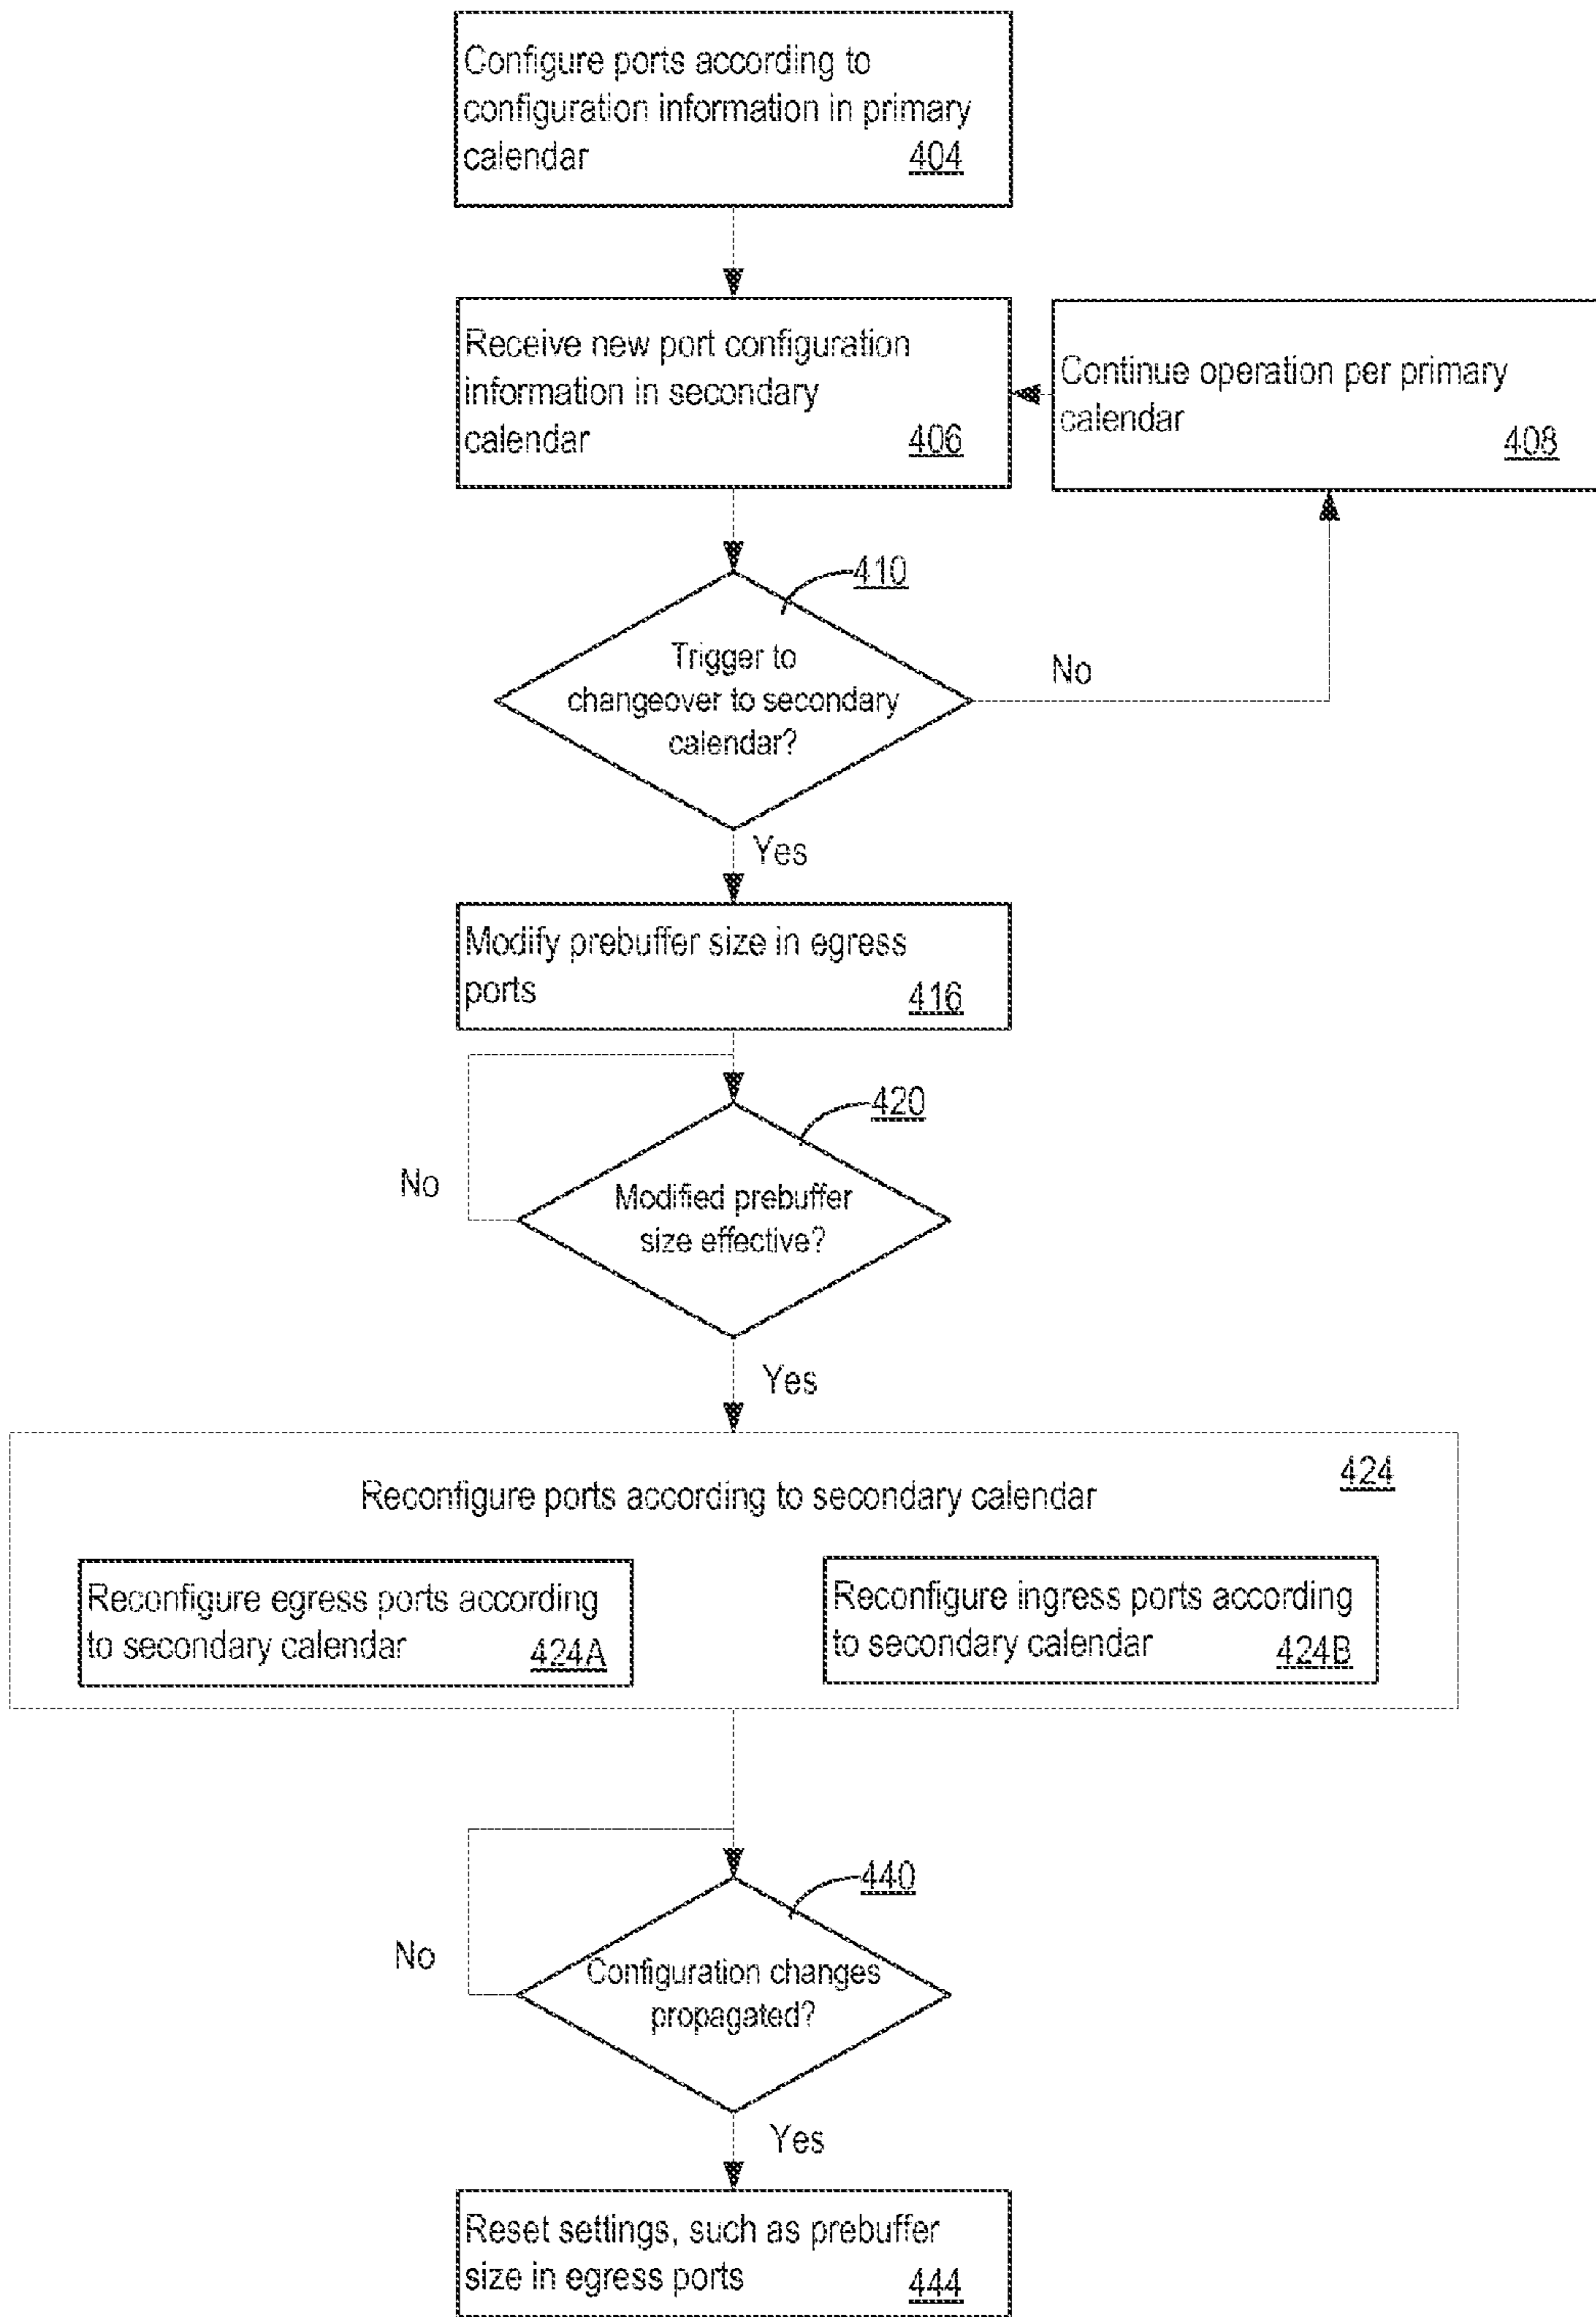 Configure ports according to
configuration information in primary
calendar 404
Receive new port configuration
information in secondary
calendar 406
Continue operation per primary
calendar 408
410
Trigger to
changeover to secondary
calendar?
No
Yes
Modify prebuffer size in egress
ports 416
420
No
Modified prebuffer
size effective?
Yes
424
Reconfigure ports according to secondary calendar
Reconfigure egress ports according
to secondary calendar 424A
Reconfigure ingress ports according
to secondary calendar 424B
440
No
Configuration changes
propagated?
Yes
Reset settings, such as prebuffer
size in egress ports 444